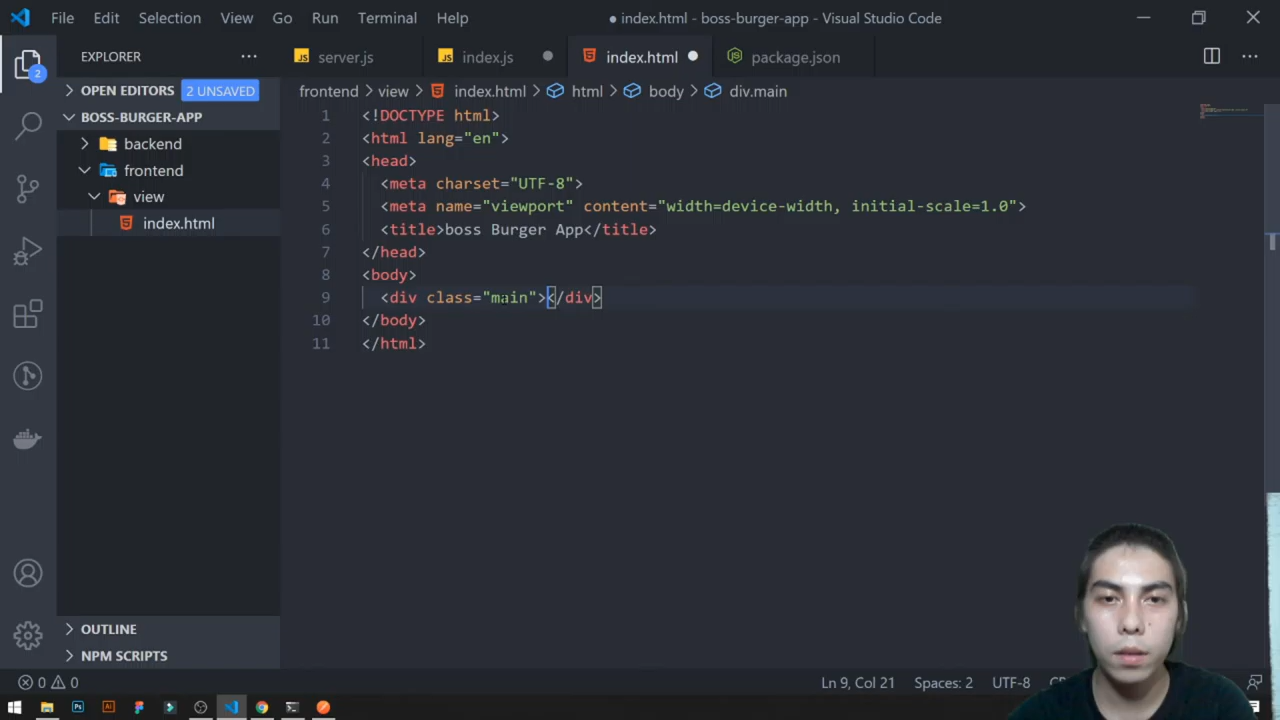 File Edit Selection View Go Run Terminal Help
● index.html - boss-burger-app - Visual Studio Code
2
EXPLORER
OPEN EDITORS 2 UNSAVED
BOSS-BURGER-APP
backend
frontend
view
index.html
OUTLINE
NPM SCRIPTS
JS server.js JS index.js index.html package.json
frontend > view > index.html > html > body > div.main
1 <!DOCTYPE html>
2 <html lang="en">
3 <head>
4 <meta charset="UTF-8">
5 <meta name="viewport" content="width=device-width, initial-scale=1.0">
6 <title>boss Burger App</title>
7 </head>
8 <body>
9 <div class="main"></div>
10 </body>
11 </html>
0 0 Ln 9, Col 21 Spaces: 2 UTF-8
Ps Ai